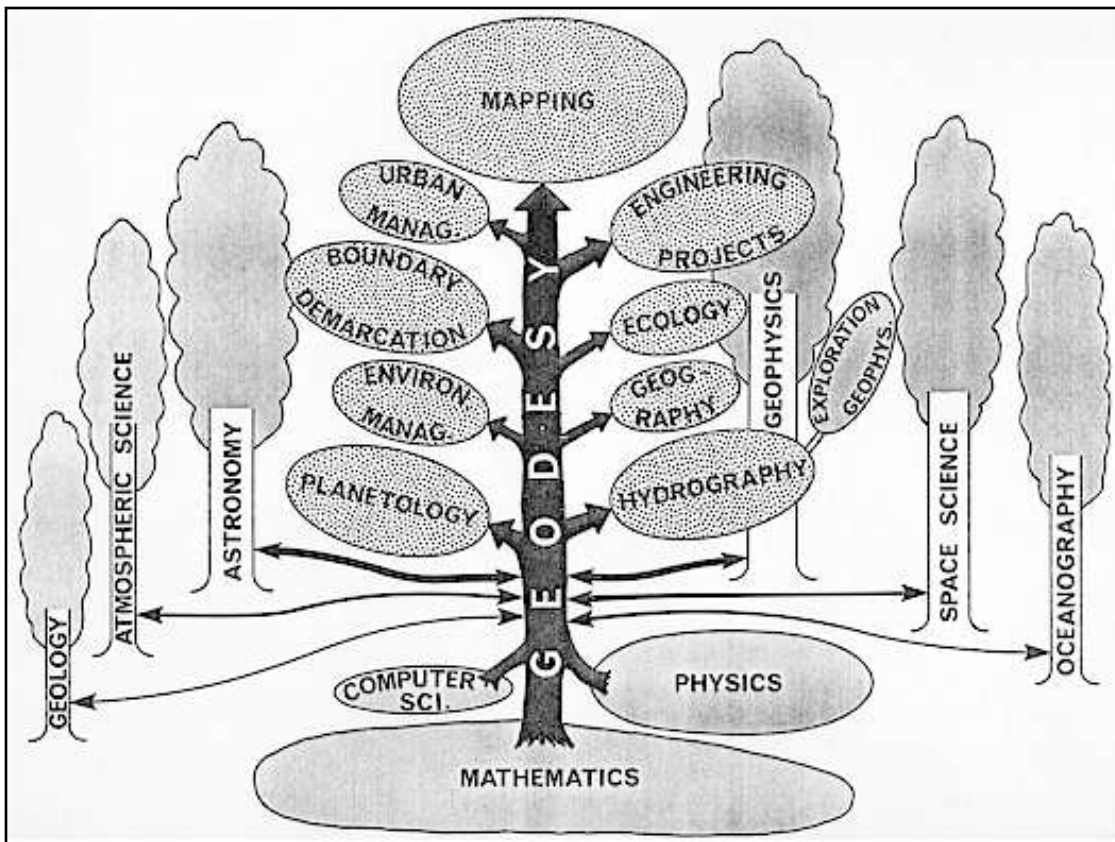 MAPPING
URBAN
MANAG.
ENGINEERING
PROJECTS
BOUNDARY
DEMARCATION
ECOLOGY
ENVIRON.
MANAG.
GEOG-
RAPHY
PLANETOLOGY
HYDROGRAPHY
GEODESY
GEOPHYSICS
EXPLORATION
GEOPHYS.
GEOLOGY
ATMOSPHERIC SCIENCE
ASTRONOMY
SPACE SCIENCE
OCEANOGRAPHY
COMPUTER
SCI.
PHYSICS
MATHEMATICS